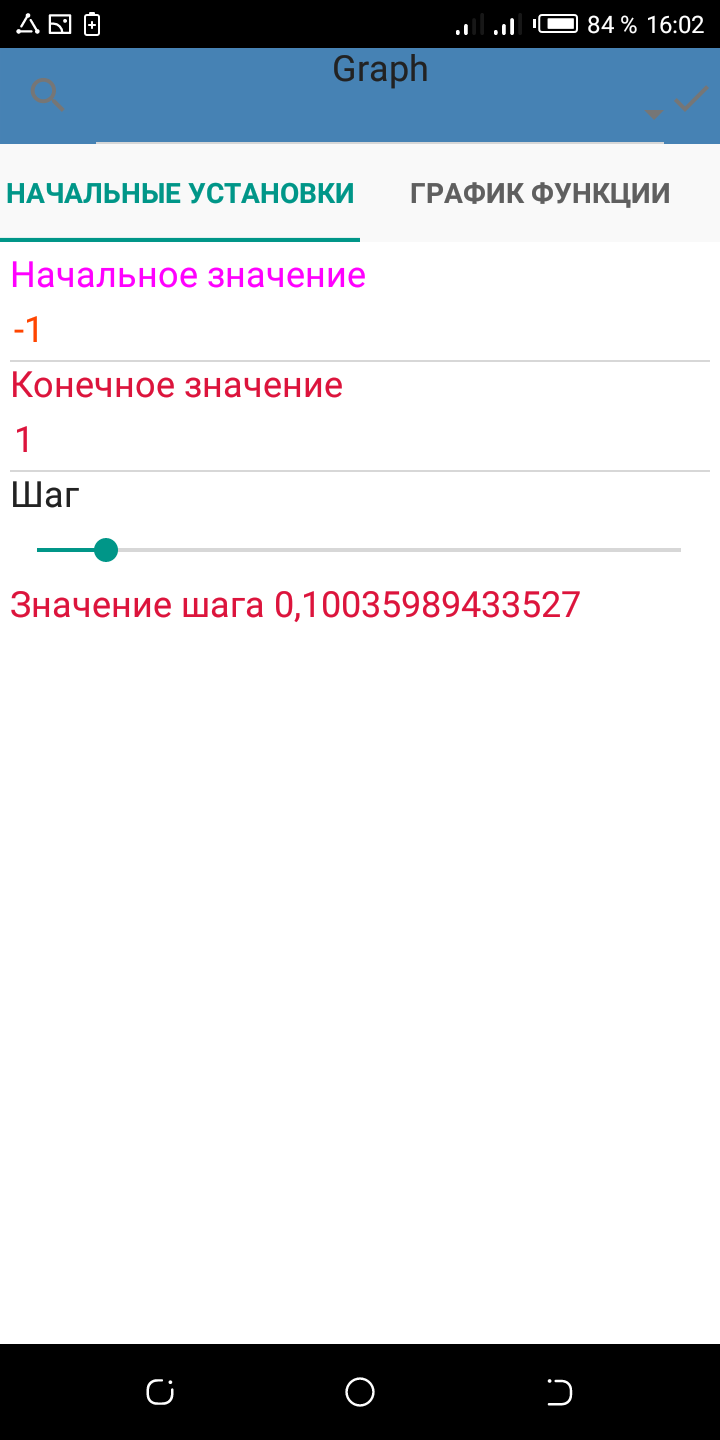 84 % 16:02
Graph
НАЧАЛЬНЫЕ УСТАНОВКИ ГРАФИК ФУНКЦИИ
Начальное значение
-1
Конечное значение
1
Шаг
Значение шага 0,10035989433527